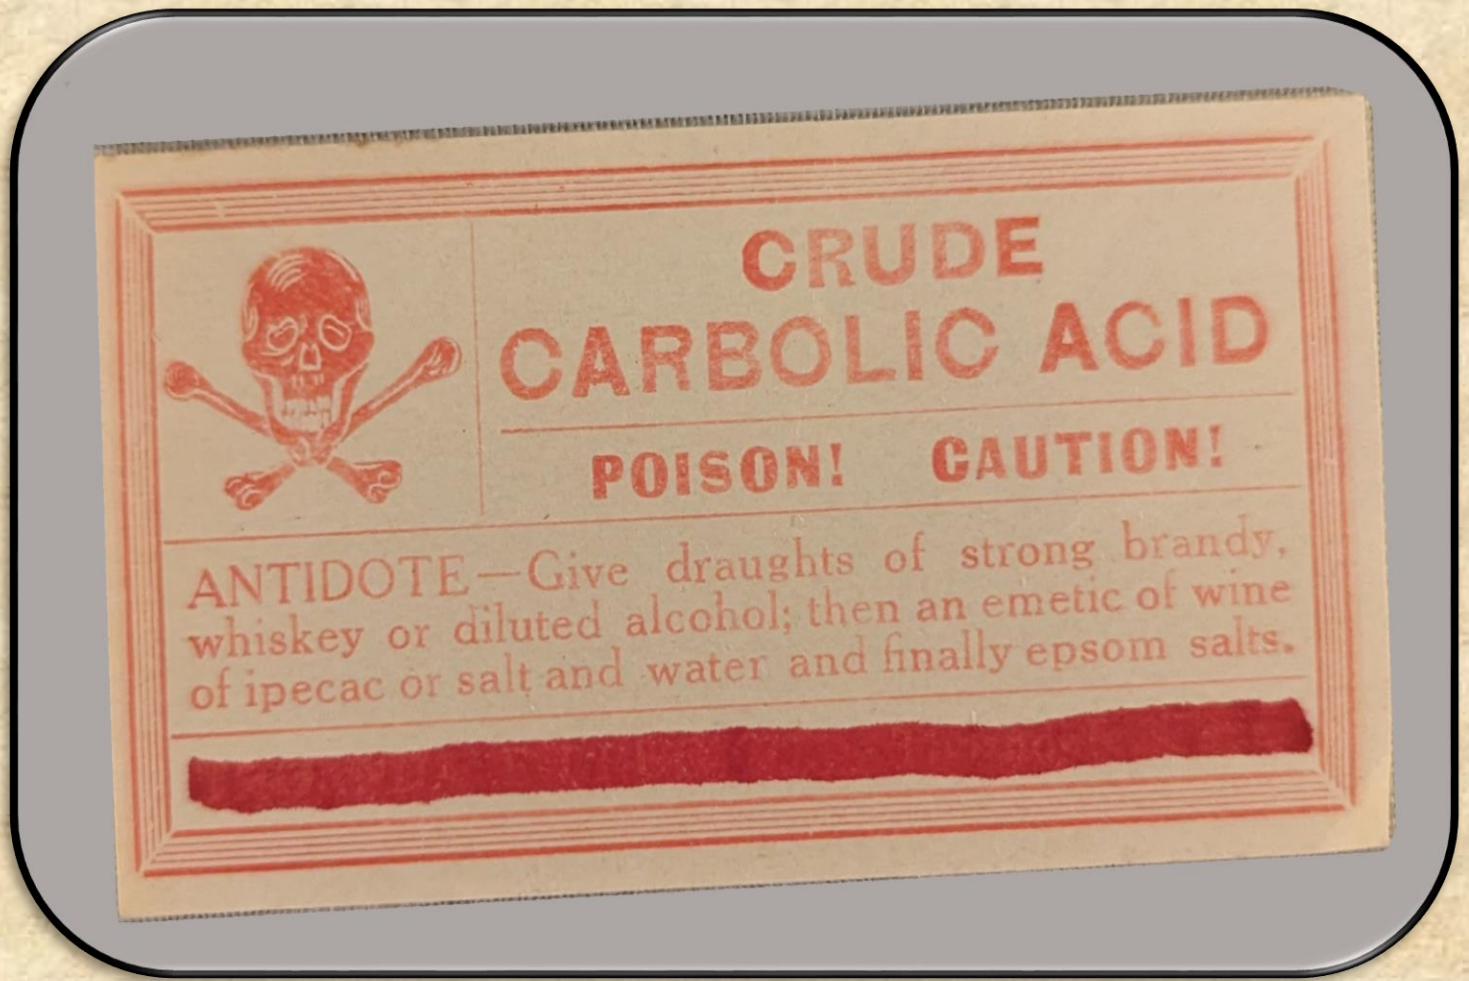 CRUDE
CARBOLIC ACID
POISON! CAUTION!
ANTIDOTE—Give draughts of strong brandy,
whiskey or diluted alcohol; then an emetic of wine
of ipecac or salt and water and finally epsom salts.